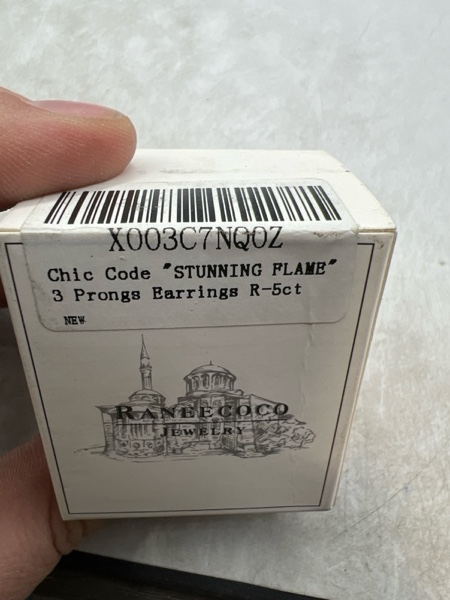 X003C7NQ0Z
Chic Code "STUNNING FLAME"
3 Prongs Earrings R-5ct
NEW
RANEECOCO
JEWELRY